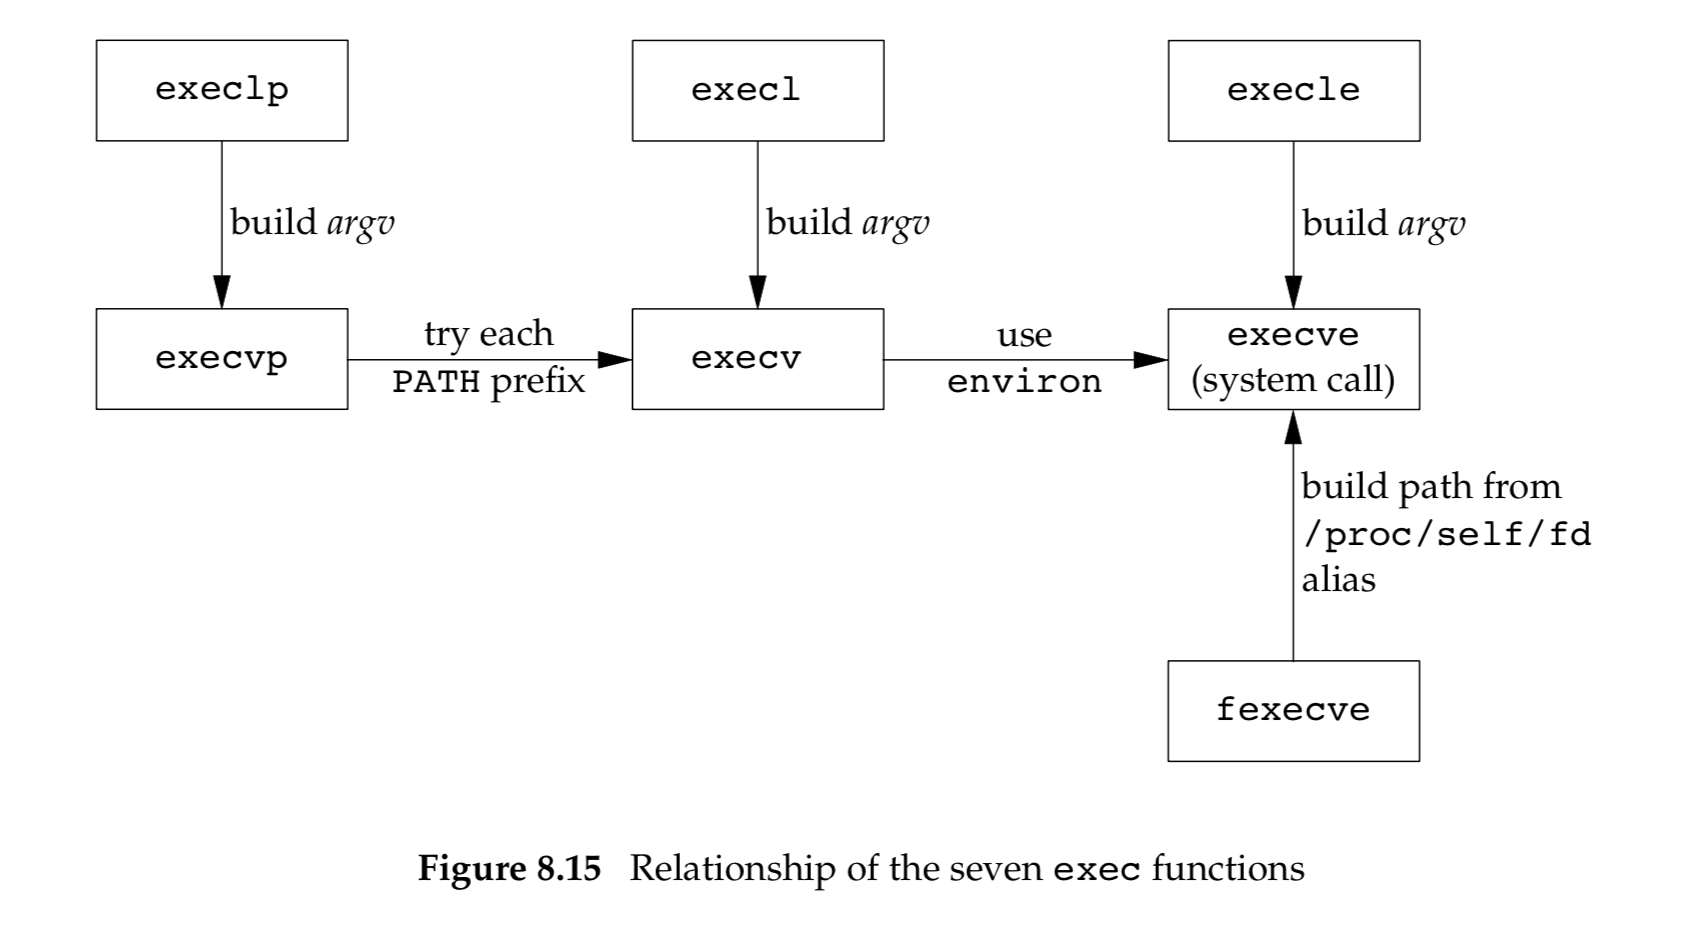 execlp
execl
execle
build argv
build argv
build argv
execvp
try each
PATH prefix
execv
use
environ
execve
(system call)
build path from
/proc/self/fd
alias
fexecve
Figure 8.15 Relationship of the seven exec functions